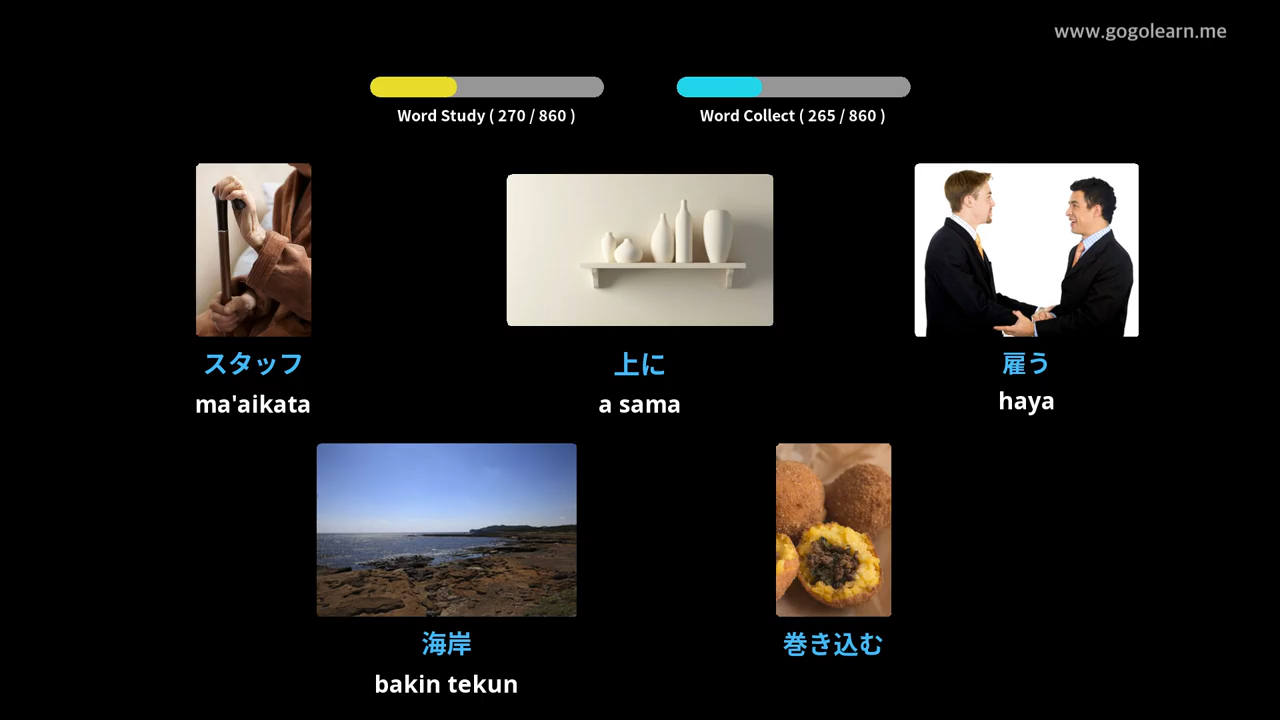 www.gogolearn.me
Word Study ( 270 / 860 )
Word Collect ( 265 / 860 )
スタッフ
ma'aikata
上に
a sama
雇う
haya
海岸
bakin tekun
巻き込む